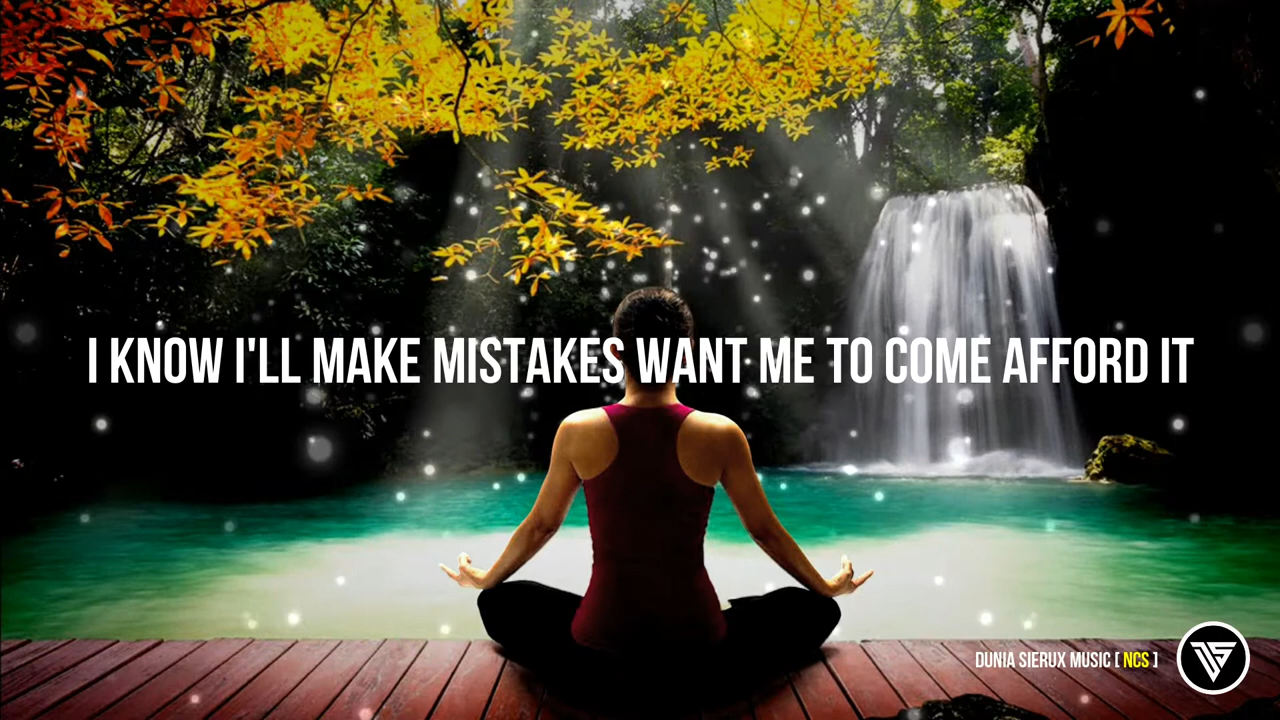 I KNOW I'LL MAKE MISTAKES WANT ME TO COME AFFORD IT
DUNIA SIERUX MUSIC [ NCS ]